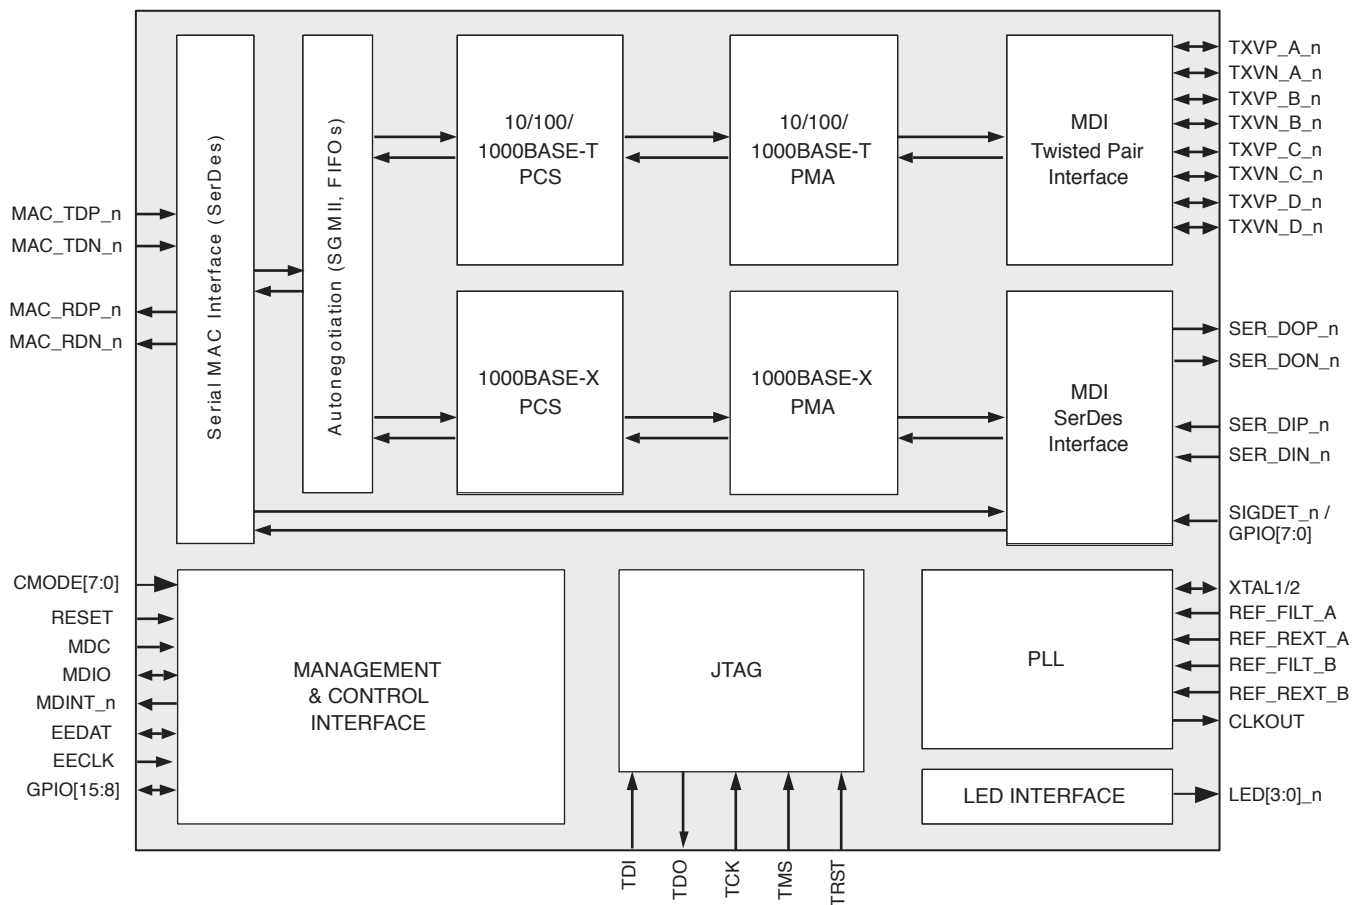 MAC_TDP_n
MAC_TDN_n
MAC_RDP_n
MAC_RDN_n
Serial MAC Interface (SerDes)
Autonegotiation (SGMII, FIFOs)
10/100/
1000BASE-T
PCS
10/100/
1000BASE-T
PMA
MDI
Twisted Pair
Interface
TXVP_A_n
TXVN_A_n
TXVP_B_n
TXVN_B_n
TXVP_C_n
TXVN_C_n
TXVP_D_n
TXVN_D_n
1000BASE-X
PCS
1000BASE-X
PMA
MDI
SerDes
Interface
SER_DOP_n
SER_DON_n
SER_DIP_n
SER_DIN_n
SIGDET_n /
GPIO[7:0]
CMODE[7:0]
RESET
MDC
MDIO
MDINT_n
EEDAT
EECLK
GPIO[15:8]
MANAGEMENT
& CONTROL
INTERFACE
JTAG
TDI
TDO
TCK
TMS
TRST
PLL
XTAL1/2
REF_FILT_A
REF_REXT_A
REF_FILT_B
REF_REXT_B
CLKOUT
LED INTERFACE
LED[3:0]_n